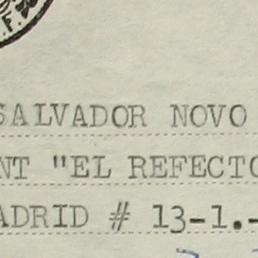 SALVADOR NOVO
NT "EL REFECTO
ADRID # 13-1.-